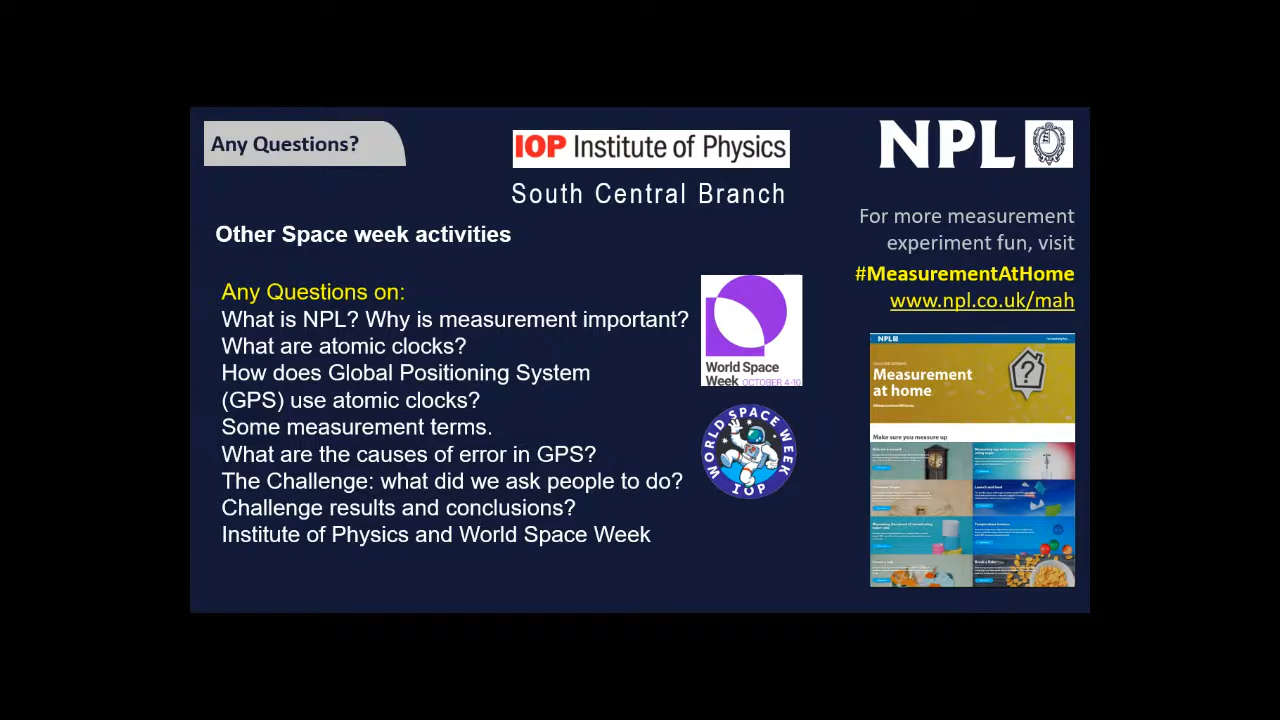 Any Questions?
IOP Institute of Physics
South Central Branch
NPL
Other Space week activities
Any Questions on:
What is NPL? Why is measurement important?
What are atomic clocks?
How does Global Positioning System
(GPS) use atomic clocks?
Some measurement terms.
What are the causes of error in GPS?
The Challenge: what did we ask people to do?
Challenge results and conclusions?
Institute of Physics and World Space Week
World Space
Week OCTOBER 4-10
WORLD SPACE WEEK
IOP
For more measurement
experiment fun, visit
#MeasurementAtHome
www.npl.co.uk/mah
NPL
Measurement
at home
#MeasurementAtHome
Make sure you measure up.